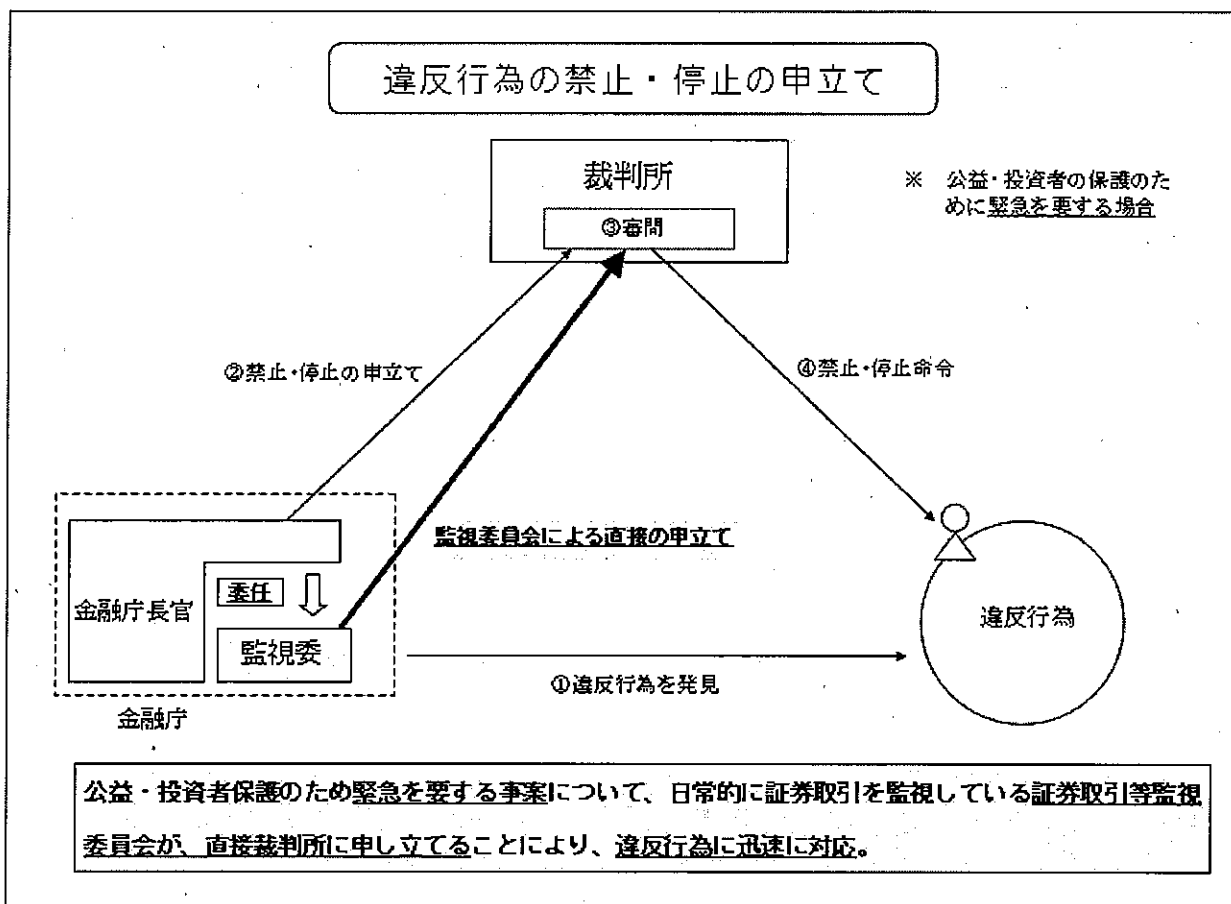 違反行為の禁止・停止の申立て
裁判所
③審問
※ 公益・投資者の保護のた
めに緊急を要する場合
②禁止・停止の申立て
④禁止・停止命令
監視委員会による直接の申立て
委任
金融庁長官
監視委
違反行為
①違反行為を発見
金融庁
公益・投資者保護のため緊急を要する事案について、日常的に証券取引を監視している証券取引等監視
委員会が、直接裁判所に申し立てることにより、違反行為に迅速に対応。